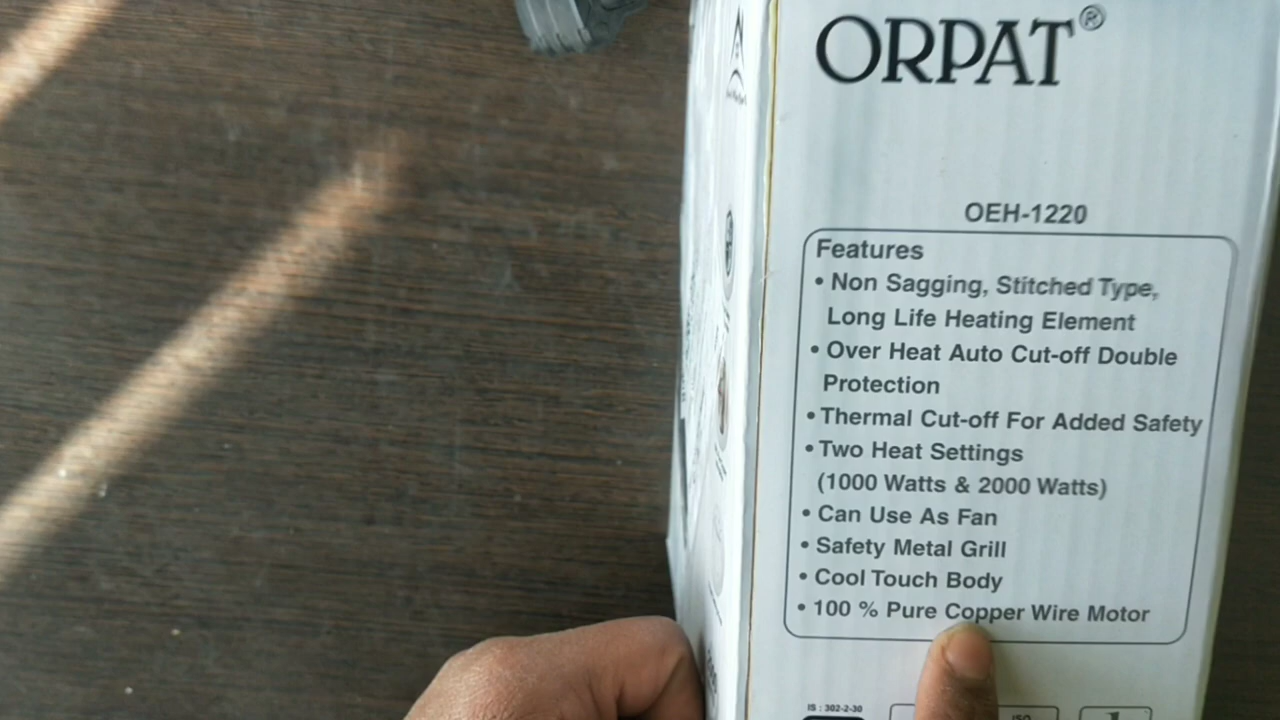 ORPAT®
OEH-1220
Features
• Non Sagging, Stitched Type,
Long Life Heating Element
• Over Heat Auto Cut-off Double
Protection
• Thermal Cut-off For Added Safety
• Two Heat Settings
(1000 Watts & 2000 Watts)
• Can Use As Fan
• Safety Metal Grill
• Cool Touch Body
• 100 % Pure Copper Wire Motor
IS : 302-2-30
ISO